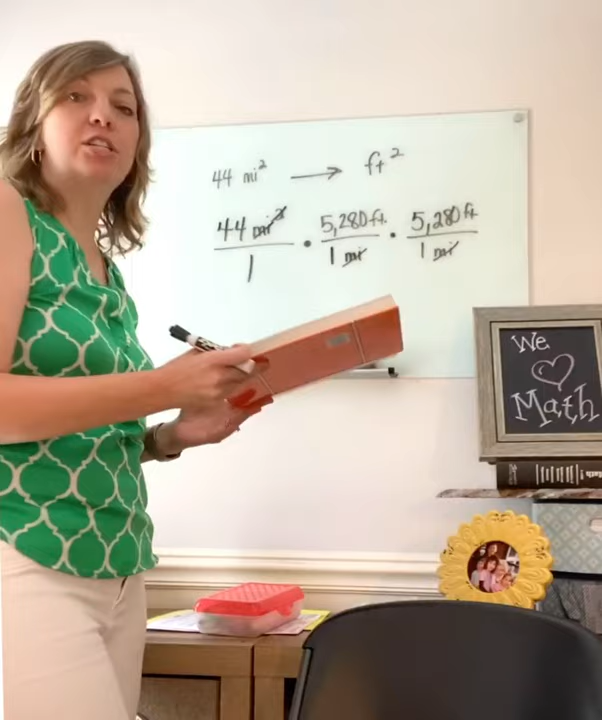 44 mi² → ft²
44 mi² 5,280 ft. 5,280 ft
1 • 1 mi • 1 mi
We
♡
Math